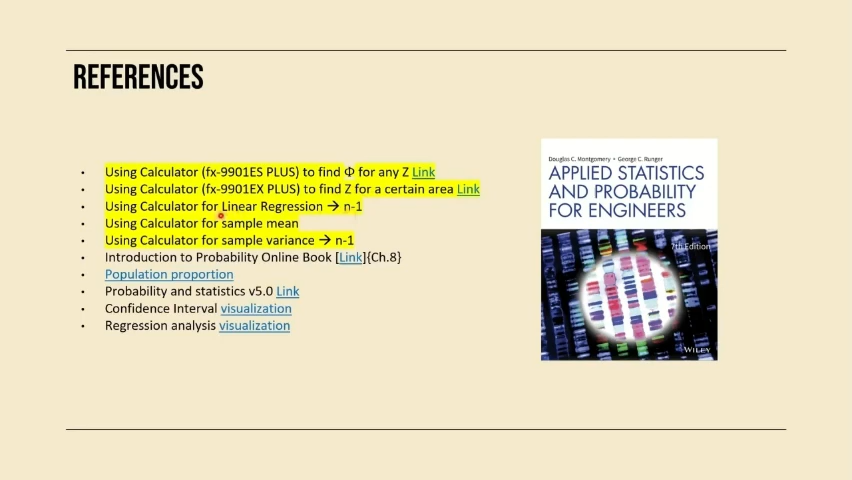 REFERENCES
• Using Calculator (fx-9901ES PLUS) to find Φ for any Z Link
• Using Calculator (fx-9901EX PLUS) to find Z for a certain area Link
• Using Calculator for Linear Regression → n-1
• Using Calculator for sample mean
• Using Calculator for sample variance → n-1
• Introduction to Probability Online Book [Link]{Ch.8}
• Population proportion
• Probability and statistics v5.0 Link
• Confidence Interval visualization
• Regression analysis visualization
Douglas C. Montgomery • George C. Runger
APPLIED STATISTICS
AND PROBABILITY
FOR ENGINEERS
7th Edition
WILEY